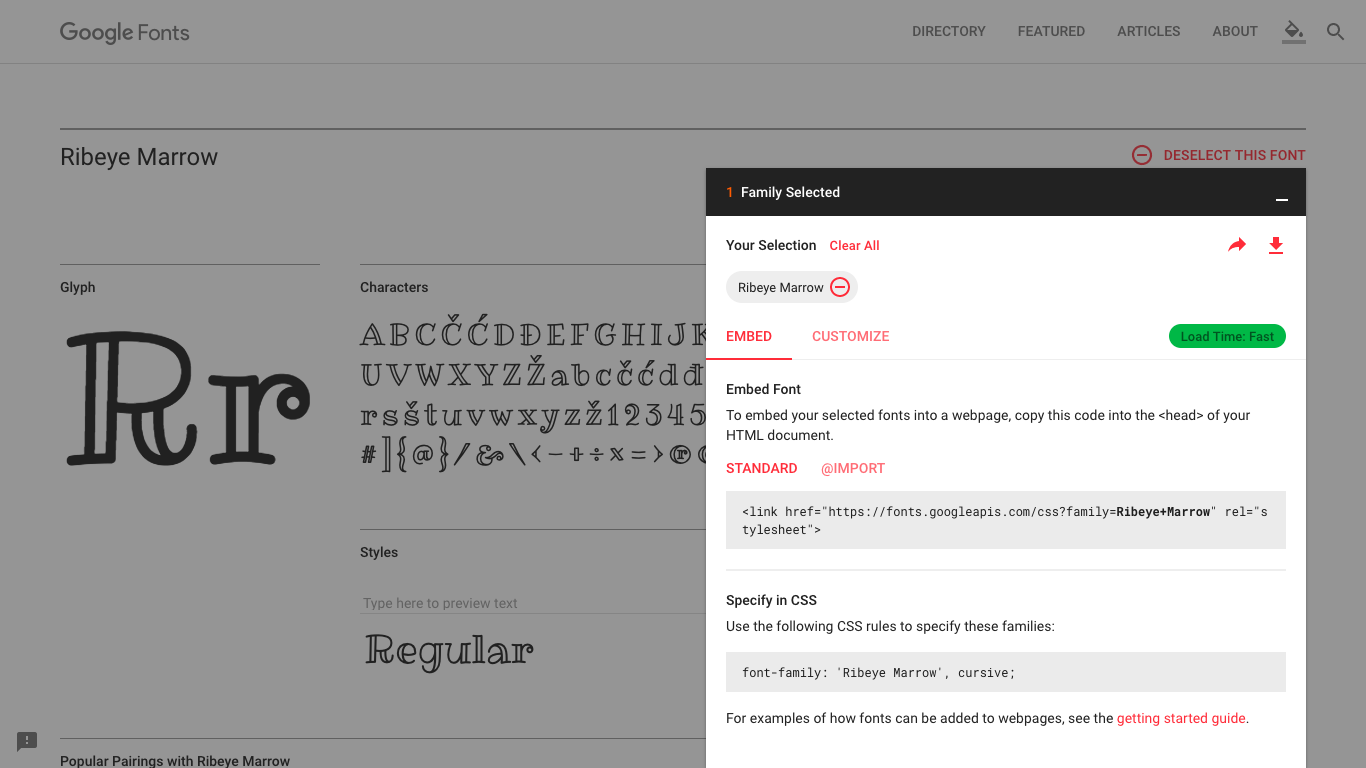 Google Fonts
DIRECTORY
FEATURED
ARTICLES
ABOUT
Ribeye Marrow
DESELECT THIS FONT
Glyph
Rr
Characters
ABCČĆDĐEFGHIJK
UVWXYZŽabcčćdđ
rsštuvwxyzž12345
#]{@}/&\<-+÷x=>®©
Styles
Type here to preview text
Regular
Popular Pairings with Ribeye Marrow
1 Family Selected
Your Selection Clear All
Ribeye Marrow
EMBED
CUSTOMIZE
Load Time: Fast
Embed Font
To embed your selected fonts into a webpage, copy this code into the <head> of your
HTML document.
STANDARD
@IMPORT
<link href="https://fonts.googleapis.com/css?family=Ribeye+Marrow" rel="s
tylesheet">
Specify in CSS
Use the following CSS rules to specify these families:
font-family: 'Ribeye Marrow', cursive;
For examples of how fonts can be added to webpages, see the getting started guide.